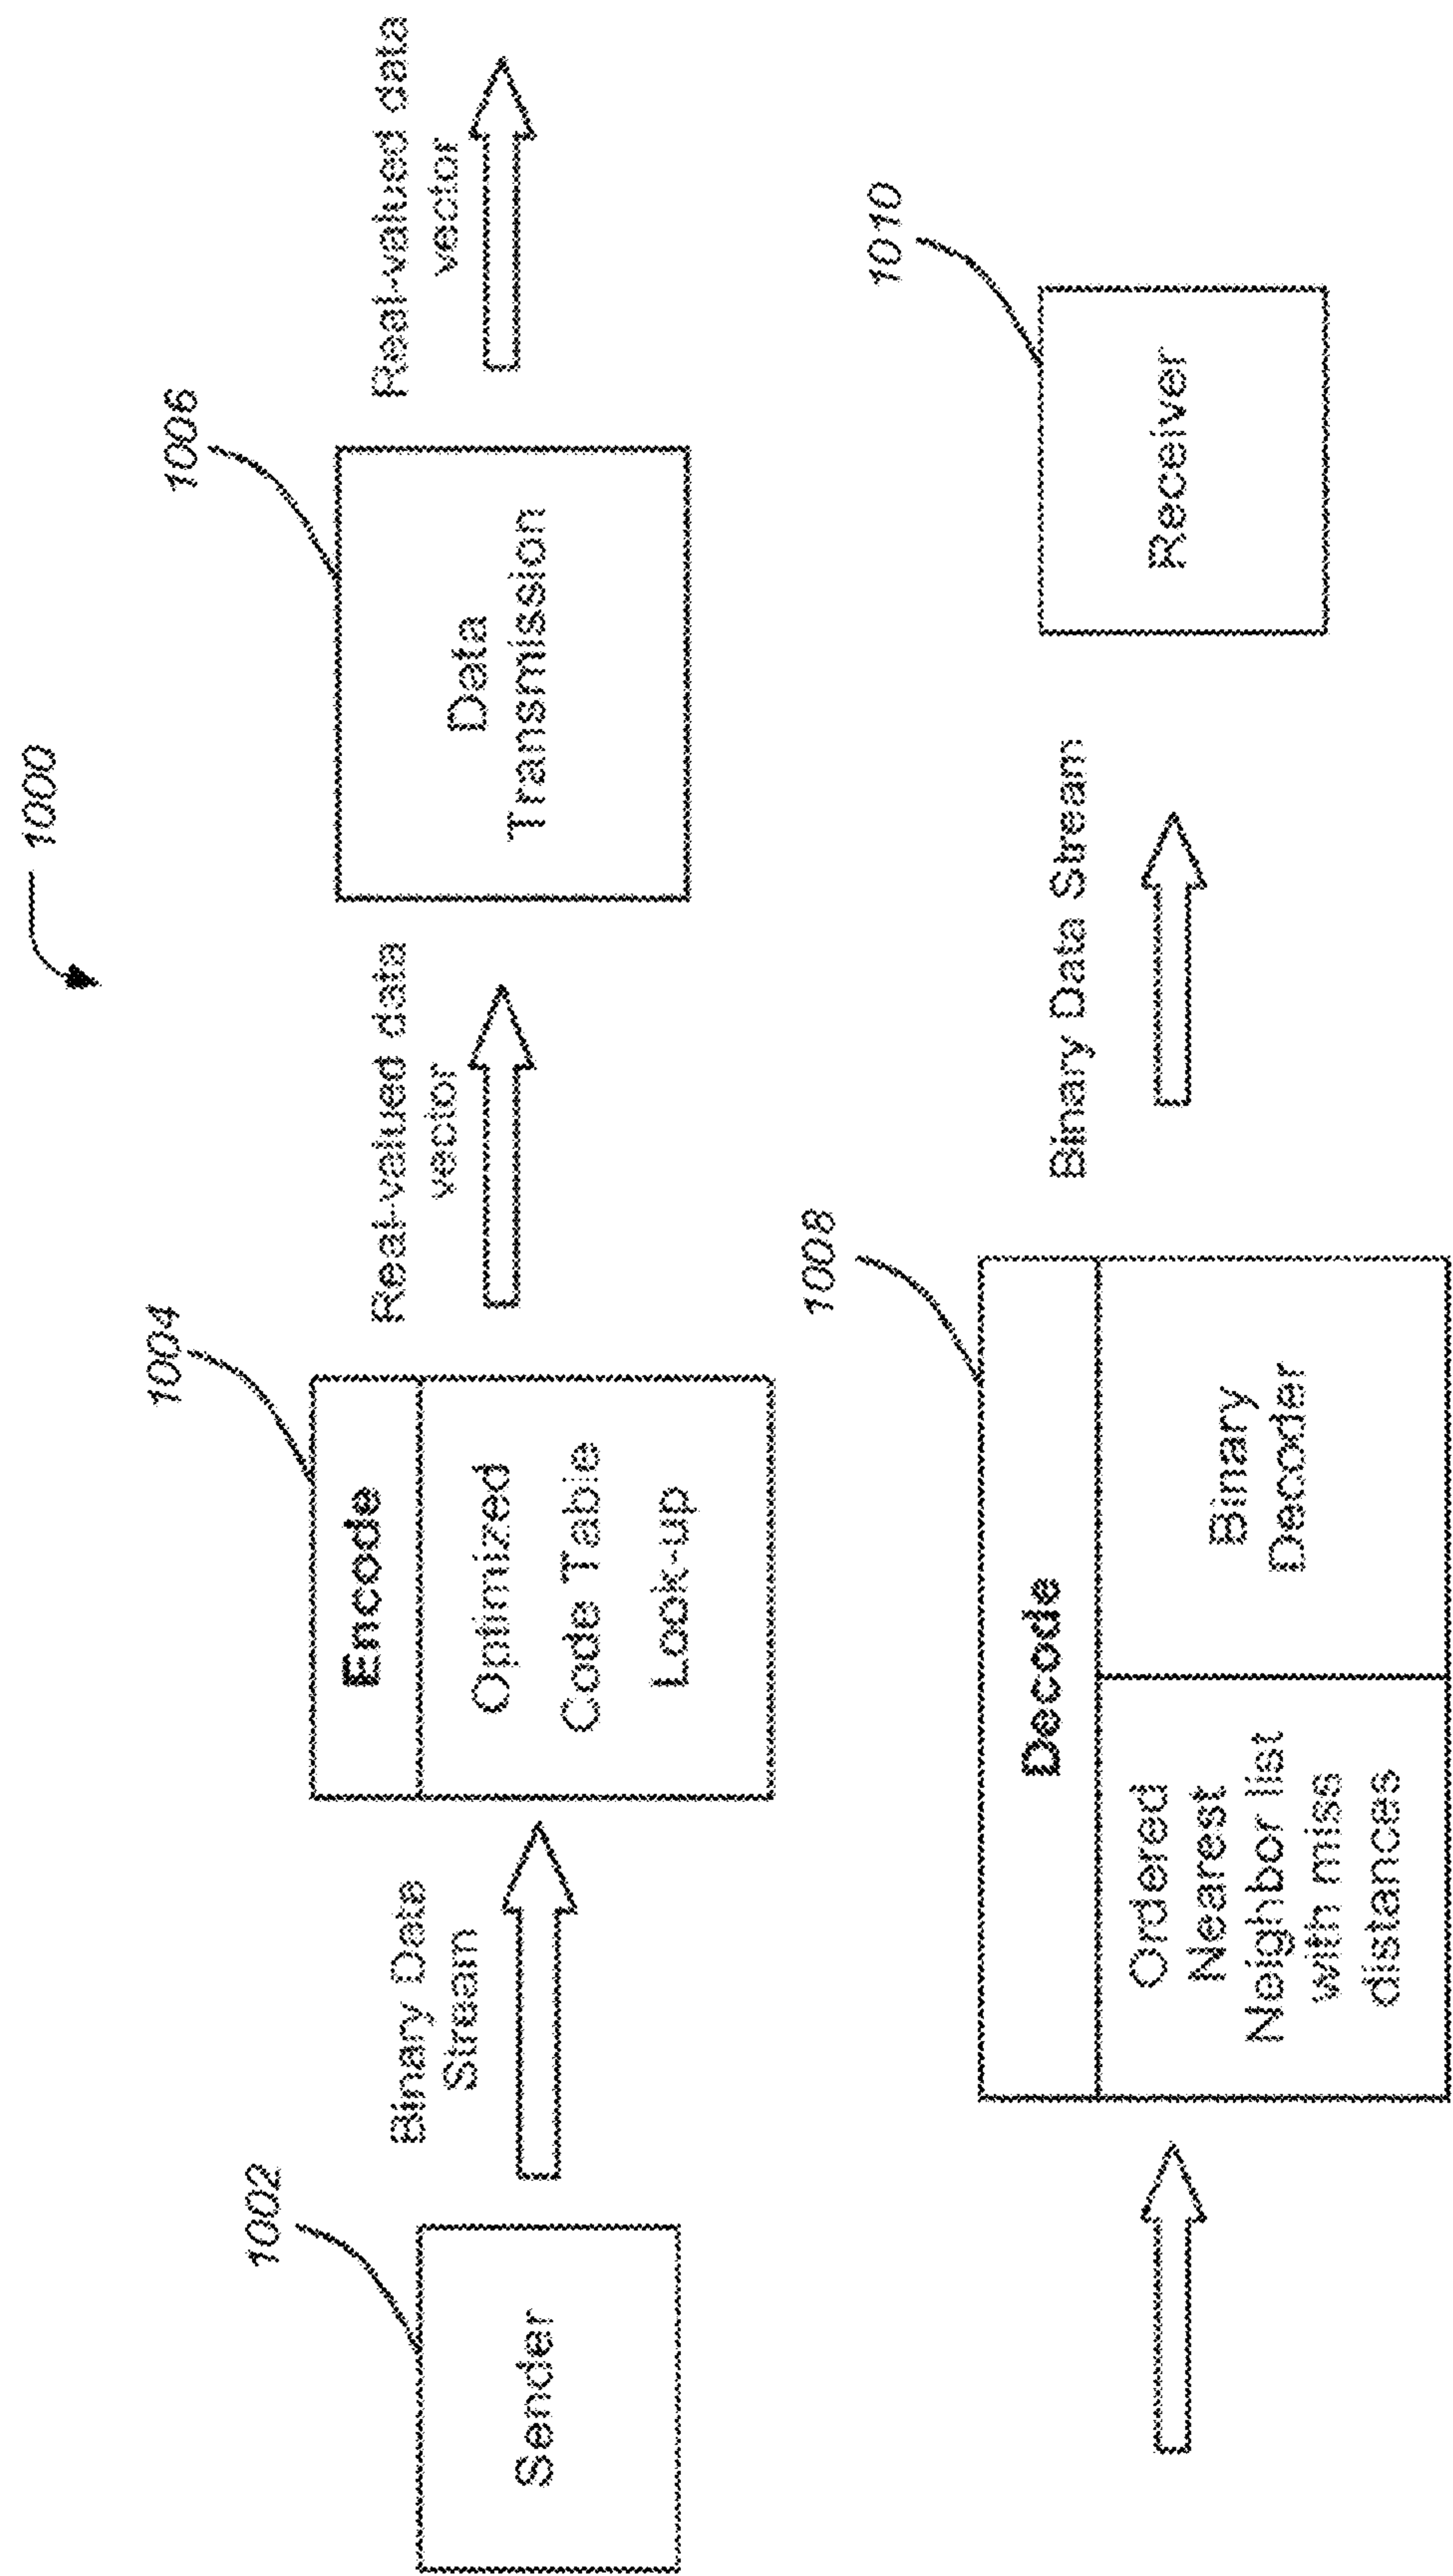 1000
1002
Sender
Binary Data
Stream
1004
Encode
Optimized
Code Table
Look-up
Real-valued data
vector
1006
Data
Transmission
Real-valued data
vector
1008
Decode
Ordered
Nearest
Neighbor list
with miss
distances
Binary
Decoder
Binary Data Stream
1010
Receiver